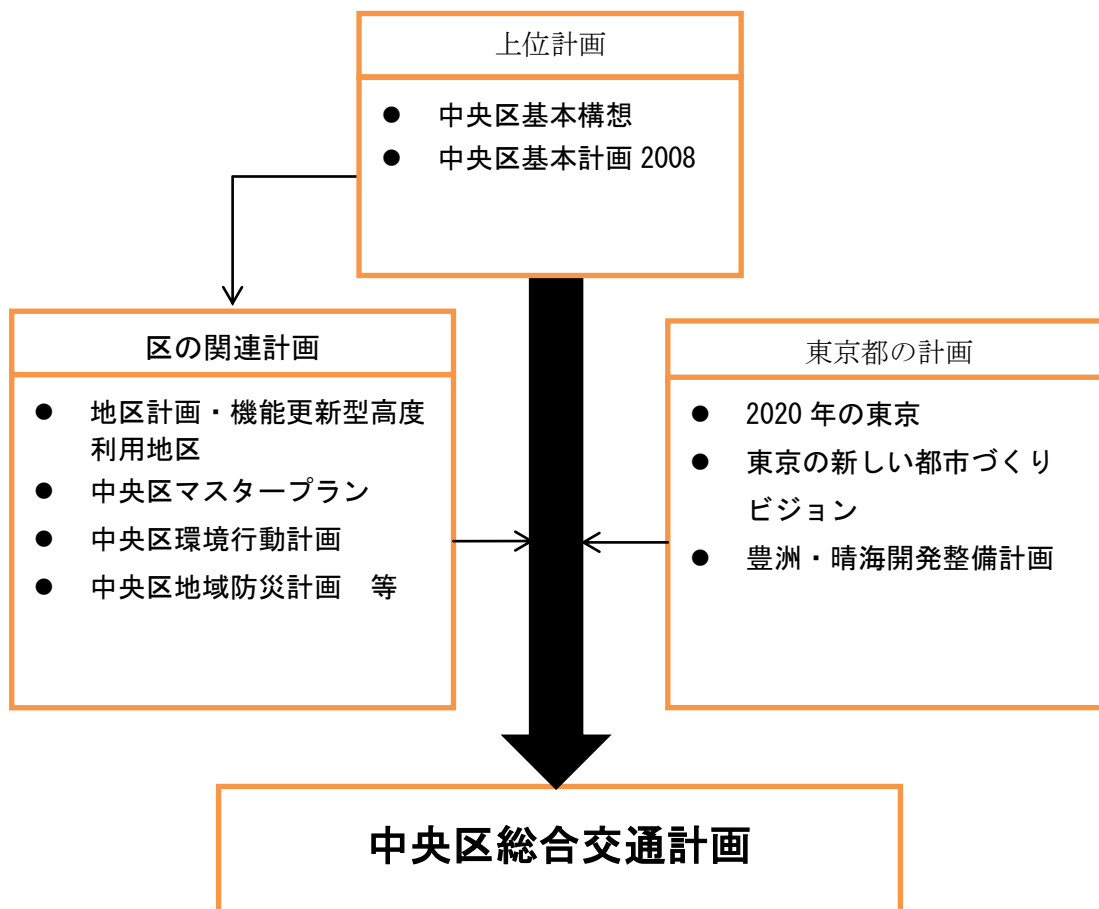 上位計画
● 中央区基本構想
● 中央区基本計画 2008
区の関連計画
● 地区計画・機能更新型高度
利用地区
● 中央区マスタープラン
● 中央区環境行動計画
● 中央区地域防災計画　等
東京都の計画
● 2020 年の東京
● 東京の新しい都市づくり
ビジョン
● 豊洲・晴海開発整備計画
中央区総合交通計画